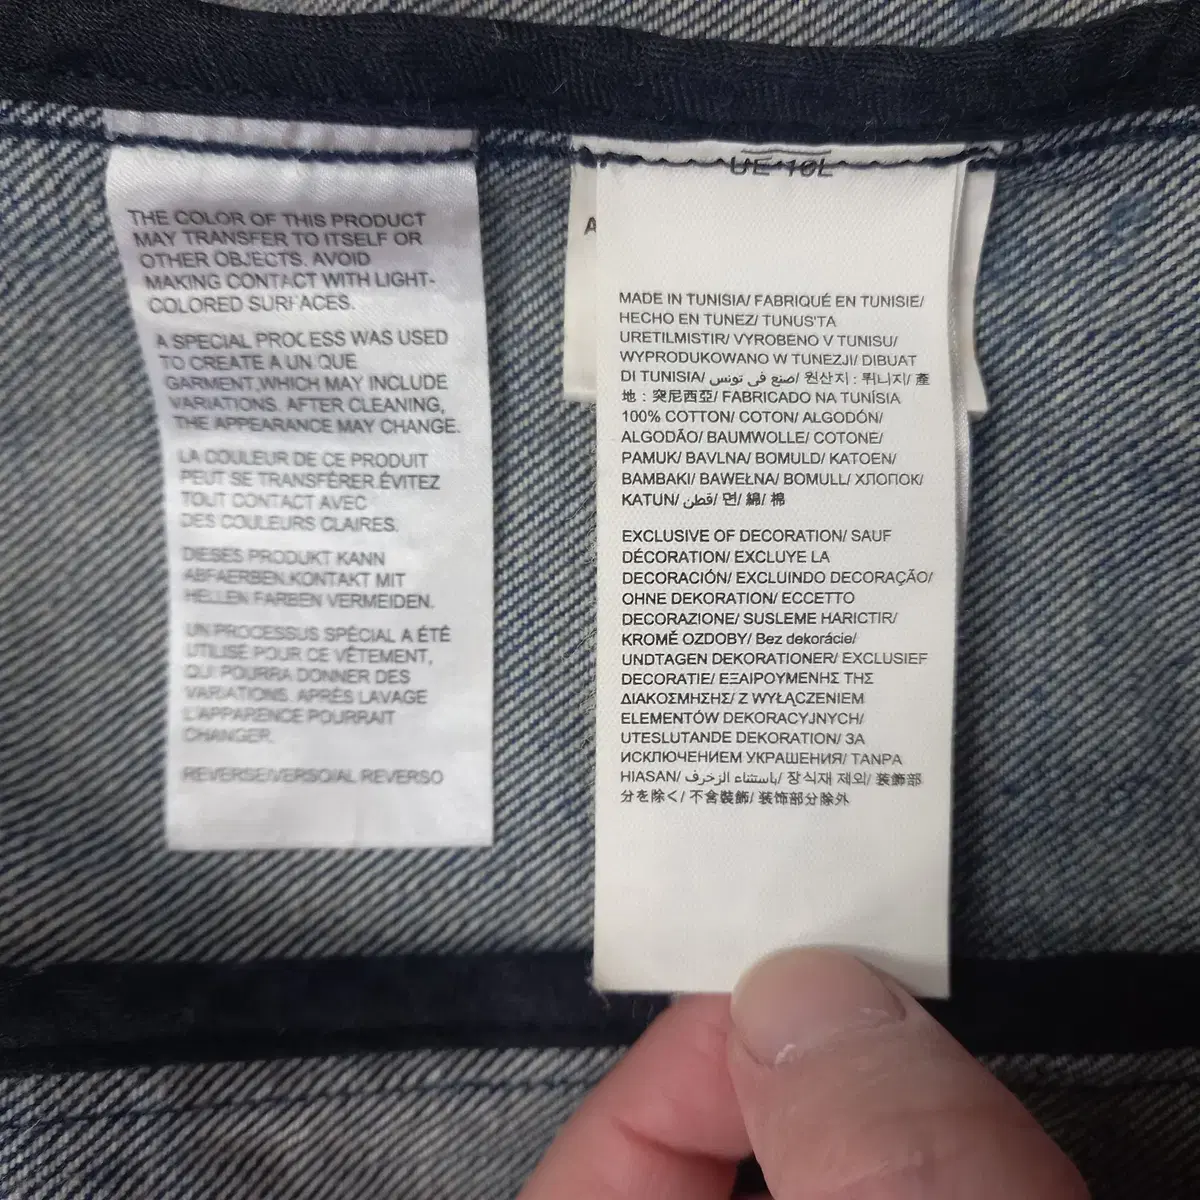 THE COLOR OF THIS PRODUCT
MAY TRANSFER TO ITSELF OR
OTHER OBJECTS. AVOID
MAKING CONTACT WITH LIGHT-
COLORED SURFACES.
A SPECIAL PROCESS WAS USED
TO CREATE A UNIQUE
GARMENT,WHICH MAY INCLUDE
VARIATIONS. AFTER CLEANING,
THE APPEARANCE MAY CHANGE.
LA COULEUR DE CE PRODUIT
PEUT SE TRANSFÉRER.ÉVITEZ
TOUT CONTACT AVEC
DES COULEURS CLAIRES.
DIESES PRODUKT KANN
ABFAERBEN.KONTAKT MIT
HELLEN FARBEN VERMEIDEN.
UN PROCESSUS SPÉCIAL A ÉTÉ
UTILISÉ POUR CE VÊTEMENT,
QUI POURRA DONNER DES
VARIATIONS. APRÈS LAVAGE
L'APPARENCE POURRAIT
CHANGER.
REVERSE/VERSO/AL REVERSO
A
MADE IN TUNISIA/ FABRIQUÉ EN TUNISIE/
HECHO EN TUNEZ/ TUNUS'TA
URETILMISTIR/ VYROBENO V TUNISU/
WYPRODUKOWANO W TUNEZJI/ DIBUAT
DI TUNISIA/ صنع في تونس/ 원산지 : 튀니지/ 產
地 : 突尼西亞/ FABRICADO NA TUNÍSIA
100% COTTON/ COTON/ ALGODÓN/
ALGODÃO/ BAUMWOLLE/ COTONE/
PAMUK/ BAVLNA/ BOMULD/ KATOEN/
BAMBAKI/ BAWEŁNA/ BOMULL/ ХЛОПОК/
KATUN/ قطن/ 면/ 綿/ 棉
EXCLUSIVE OF DECORATION/ SAUF
DÉCORATION/ EXCLUYE LA
DECORACIÓN/ EXCLUINDO DECORAÇÃO/
OHNE DEKORATION/ ECCETTO
DECORAZIONE/ SUSLEME HARICTIR/
KROMĚ OZDOBY/ Bez dekorácie/
UNDTAGEN DEKORATIONER/ EXCLUSIEF
DECORATIE/ ΕΞΑΙΡΟΥΜΕΝΗΣ ΤΗΣ
ΔΙΑΚΟΣΜΗΣΗΣ/ Z WYŁĄCZENIEM
ELEMENTÓW DEKORACYJNYCH/
UTESLUTANDE DEKORATION/ ЗА
ИСКЛЮЧЕНИЕМ УКРАШЕНИЯ/ TANPA
HIASAN/ باستثناء الزخرف/ 장식재 제외/ 装飾部
分を除く/ 不含裝飾/ 装饰部分除外